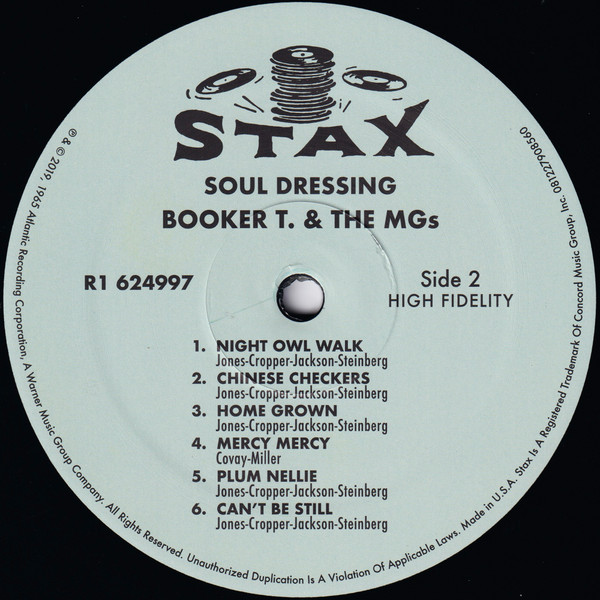 STAX
SOUL DRESSING
BOOKER T. & THE MGs
R1 624997
Side 2
HIGH FIDELITY
1. NIGHT OWL WALK
Jones-Cropper-Jackson-Steinberg
2. CHINESE CHECKERS
Jones-Cropper-Jackson-Steinberg
3. HOME GROWN
Jones-Cropper-Jackson-Steinberg
4. MERCY MERCY
Covay-Miller
5. PLUM NELLIE
Jones-Cropper-Jackson-Steinberg
6. CAN'T BE STILL
Jones-Cropper-Jackson-Steinberg
℗ & © 2019, 1965 Atlantic Recording Corporation, A Warner Music Group Company. All Rights Reserved. Unauthorized Duplication Is A Violation Of Applicable Laws. Made in U.S.A. Stax Is A Registered Trademark Of Concord Music Group, Inc. 081227908560